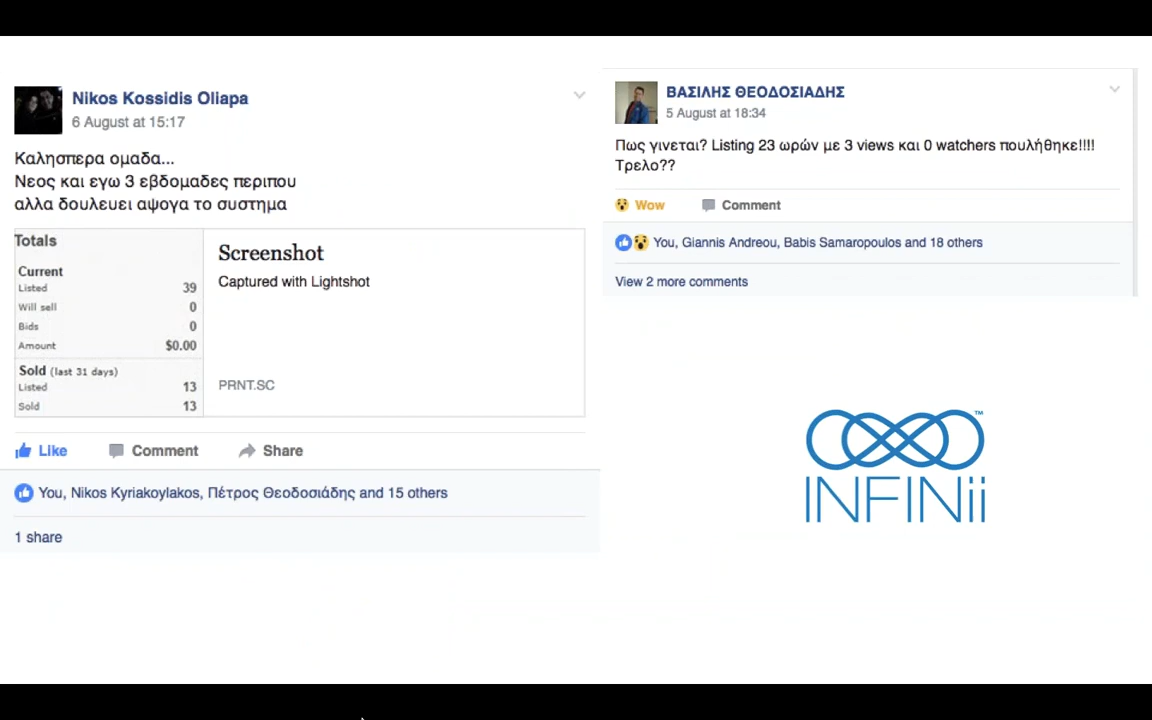 Nikos Kossidis Oliapa
6 August at 15:17
Καλησπερα ομαδα...
Νεος και εγω 3 εβδομαδες περιπου
αλλα δουλευει αψογα το συστημα
Totals
Current
Listed 39
Will sell 0
Bids 0
Amount $0.00
Sold (last 31 days)
Listed 13
Sold 13
Screenshot
Captured with Lightshot
PRNT.SC
Like Comment Share
You, Nikos Kyriakoylakos, Πέτρος Θεοδοσιάδης and 15 others
1 share
ΒΑΣΙΛΗΣ ΘΕΟΔΟΣΙΑΔΗΣ
5 August at 18:34
Πως γινεται? Listing 23 ωρών με 3 views και 0 watchers πουλήθηκε!!!!
Τρελο??
Wow Comment
You, Giannis Andreou, Babis Samaropoulos and 18 others
View 2 more comments
TM
INFINii